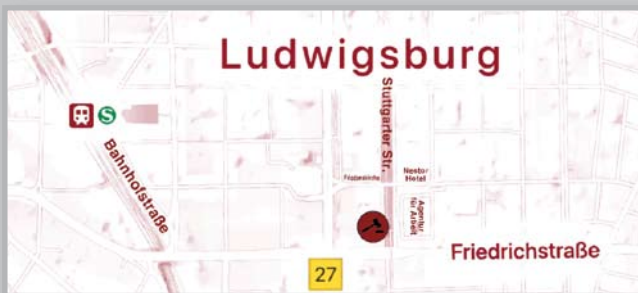 Ludwigsburg
Stuttgarter Str.
S
Bahnhofstraße
Nestor
Hotel
Agentur
für Arbeit
Friedrichstraße
27